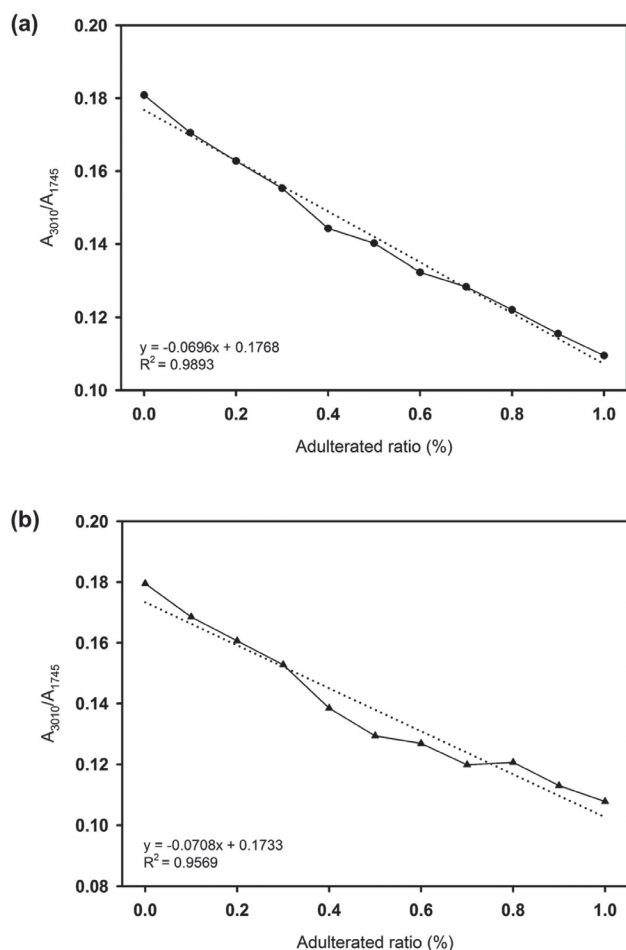 (a)
0.20
0.18
0.16
0.14
0.12
0.10
A3010/A1745
y = -0.0696x + 0.1768
R2 = 0.9893
0.0 0.2 0.4 0.6 0.8 1.0
Adulterated ratio (%)
(b)
0.20
0.18
0.16
0.14
0.12
0.10
0.08
A3010/A1745
y = -0.0708x + 0.1733
R2 = 0.9569
0.0 0.2 0.4 0.6 0.8 1.0
Adulterated ratio (%)